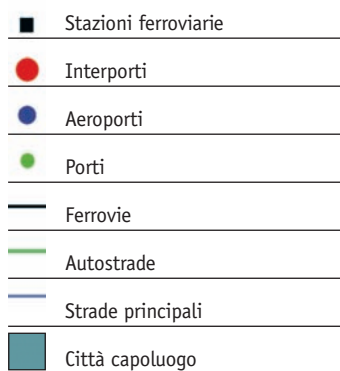 Stazioni ferroviarie
Interporti
Aeroporti
Porti
Ferrovie
Autostrade
Strade principali
Città capoluogo